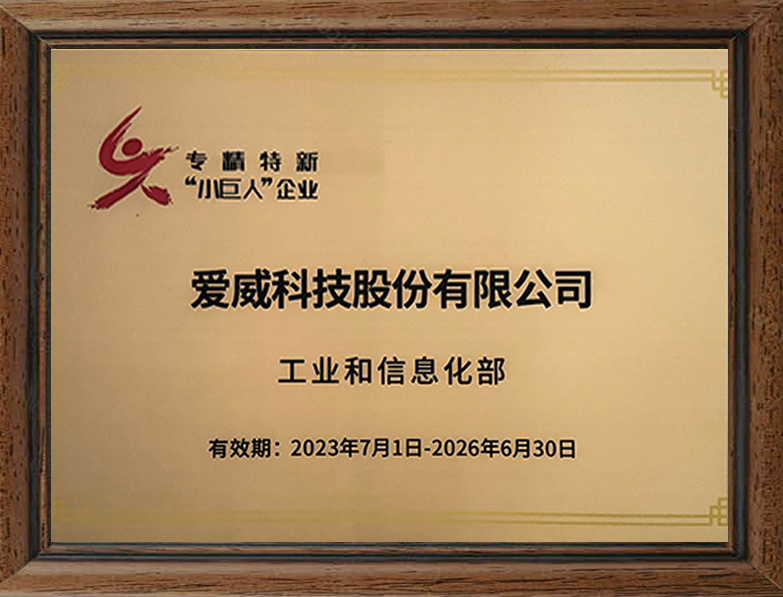 专精特新
“小巨人”企业
爱威科技股份有限公司
工业和信息化部
有效期：2023年7月1日-2026年6月30日